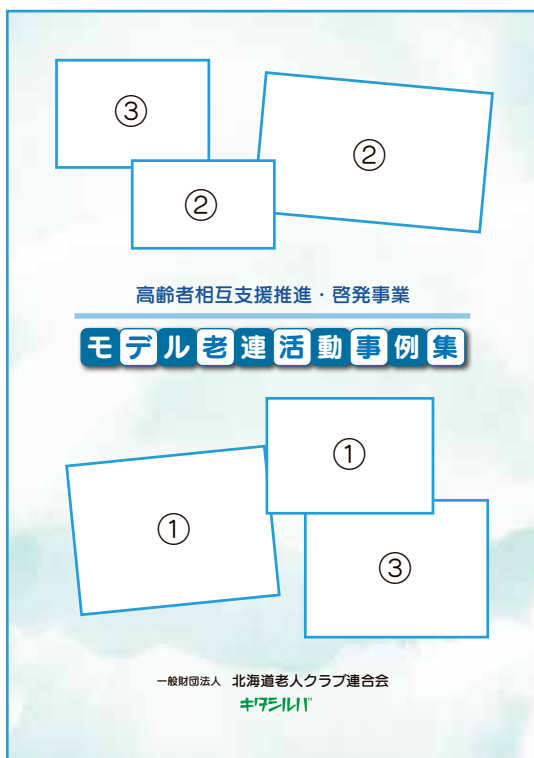 ③
②
②
高齢者相互支援推進・啓発事業
モデル老連活動事例集
①
①
③
一般財団法人 北海道老人クラブ連合会
キタシルバ